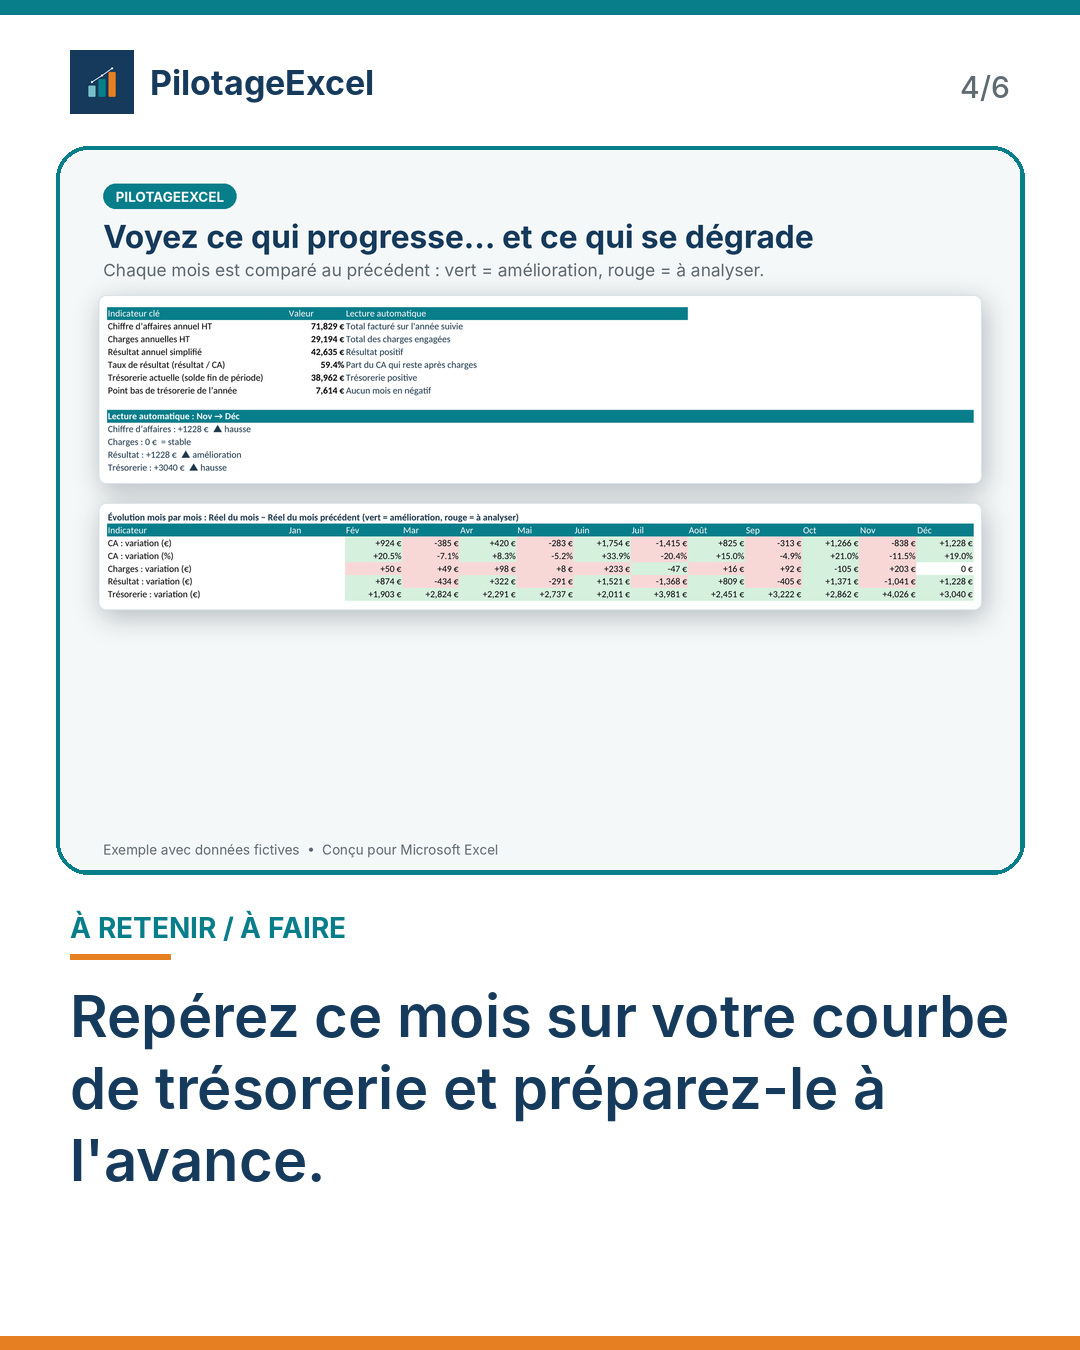 PilotageExcel
4/6
PILOTAGEEXCEL
Voyez ce qui progresse... et ce qui se dégrade
Chaque mois est comparé au précédent : vert = amélioration, rouge = à analyser.
Indicateur clé Valeur Lecture automatique
Chiffre d'affaires annuel HT 71,829 € Total facturé sur l'année suivie
Charges annuelles HT 29,194 € Total des charges engagées
Résultat annuel simplifié 42,635 € Résultat positif
Taux de résultat (résultat / CA) 59.4% Part du CA qui reste après charges
Trésorerie actuelle (solde fin de période) 38,962 € Trésorerie positive
Point bas de trésorerie de l'année 7,614 € Aucun mois en négatif
Lecture automatique : Nov → Déc
Chiffre d'affaires : +1228 € ▲ hausse
Charges : 0 € = stable
Résultat : +1228 € ▲ amélioration
Trésorerie : +3040 € ▲ hausse
Évolution mois par mois : Réel du mois − Réel du mois précédent (vert = amélioration, rouge = à analyser)
Indicateur Jan Fév Mar Avr Mai Juin Juil Août Sep Oct Nov Déc
CA : variation (€) +924 € -385 € +420 € -283 € +1,754 € -1,415 € +825 € -313 € +1,266 € -838 € +1,228 €
CA : variation (%) +20.5% -7.1% +8.3% -5.2% +33.9% -20.4% +15.0% -4.9% +21.0% -11.5% +19.0%
Charges : variation (€) +50 € +49 € +98 € +8 € +233 € -47 € +16 € +92 € -105 € +203 € 0 €
Résultat : variation (€) +874 € -434 € +322 € -291 € +1,521 € -1,368 € +809 € -405 € +1,371 € -1,041 € +1,228 €
Trésorerie : variation (€) +1,903 € +2,824 € +2,291 € +2,737 € +2,011 € +3,981 € +2,451 € +3,222 € +2,862 € +4,026 € +3,040 €
Exemple avec données fictives • Conçu pour Microsoft Excel
À RETENIR / À FAIRE
Repérez ce mois sur votre courbe
de trésorerie et préparez-le à
l'avance.